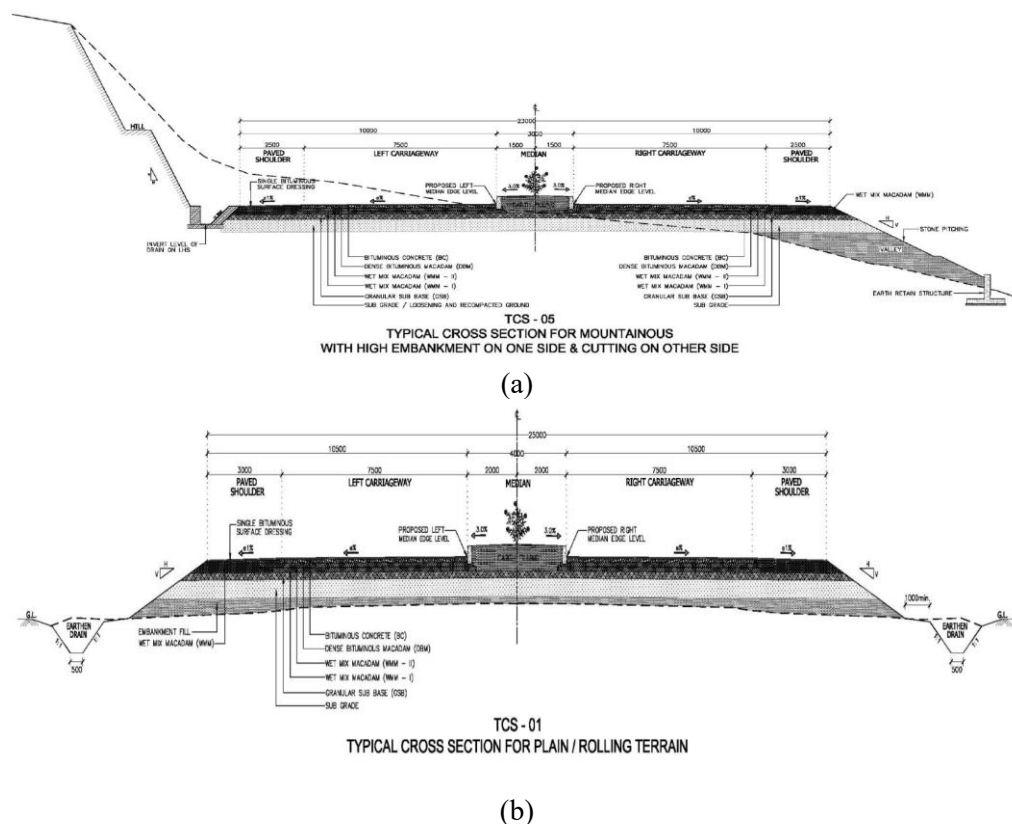 ℄
23000
10000
3000
10000
2500
7500
1500
1500
7500
2500
PAVED
SHOULDER
LEFT CARRIAGEWAY
MEDIAN
RIGHT CARRIAGEWAY
PAVED
SHOULDER
HILL
SINGLE BITUMINOUS
SURFACE DRESSING
PROPOSED LEFT
MEDIAN EDGE LEVEL
3.0%
3.0%
PROPOSED RIGHT
MEDIAN EDGE LEVEL
WET MIX MACADAM (WMM)
H
V
STONE PITCHING
VALLEY
INVERT LEVEL OF
DRAIN ON LHS
BITUMINOUS CONCRETE (BC)
DENSE BITUMINOUS MACADAM (DBM)
WET MIX MACADAM (WMM - II)
WET MIX MACADAM (WMM - I)
GRANULAR SUB BASE (GSB)
SUB GRADE / LOOSENING AND RECOMPACTED GROUND
BITUMINOUS CONCRETE (BC)
DENSE BITUMINOUS MACADAM (DBM)
WET MIX MACADAM (WMM - II)
WET MIX MACADAM (WMM - I)
GRANULAR SUB BASE (GSB)
SUB GRADE
EARTH RETAIN STRUCTURE
TCS - 05
TYPICAL CROSS SECTION FOR MOUNTAINOUS
WITH HIGH EMBANKMENT ON ONE SIDE & CUTTING ON OTHER SIDE
(a)
℄
25000
10500
4000
10500
3000
7500
2000
2000
7500
3000
PAVED
SHOULDER
LEFT CARRIAGEWAY
MEDIAN
RIGHT CARRIAGEWAY
PAVED
SHOULDER
SINGLE BITUMINOUS
SURFACE DRESSING
PROPOSED LEFT
MEDIAN EDGE LEVEL
3.0%
3.0%
PROPOSED RIGHT
MEDIAN EDGE LEVEL
H
V
H
V
1000min.
G.L.
EARTHEN
DRAIN
500
EMBANKMENT FILL
WET MIX MACADAM (WMM)
BITUMINOUS CONCRETE (BC)
DENSE BITUMINOUS MACADAM (DBM)
WET MIX MACADAM (WMM - II)
WET MIX MACADAM (WMM - I)
GRANULAR SUB BASE (GSB)
SUB GRADE
G.L.
EARTHEN
DRAIN
500
TCS - 01
TYPICAL CROSS SECTION FOR PLAIN / ROLLING TERRAIN
(b)